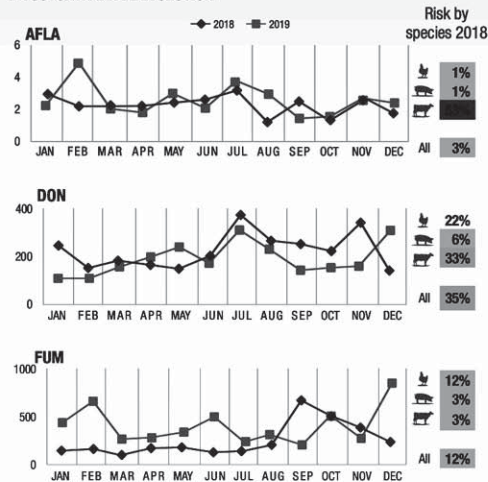 Risk by
species 2018
2018 2019
AFLA
6
4
2
0
JAN FEB MAR APR MAY JUN JUL AUG SEP OCT NOV DEC
1%
1%
All 3%
DON
400
200
0
JAN FEB MAR APR MAY JUN JUL AUG SEP OCT NOV DEC
22%
6%
33%
All 35%
FUM
1000
500
0
JAN FEB MAR APR MAY JUN JUL AUG SEP OCT NOV DEC
12%
3%
3%
All 12%